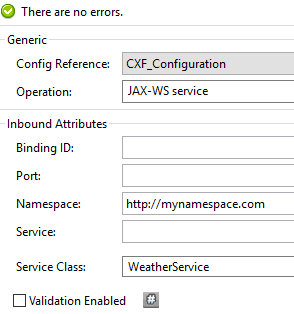 There are no errors.
Generic
Config Reference: CXF_Configuration
Operation: JAX-WS service
Inbound Attributes
Binding ID:
Port:
Namespace: http://mynamespace.com
Service:
Service Class: WeatherService
Validation Enabled #